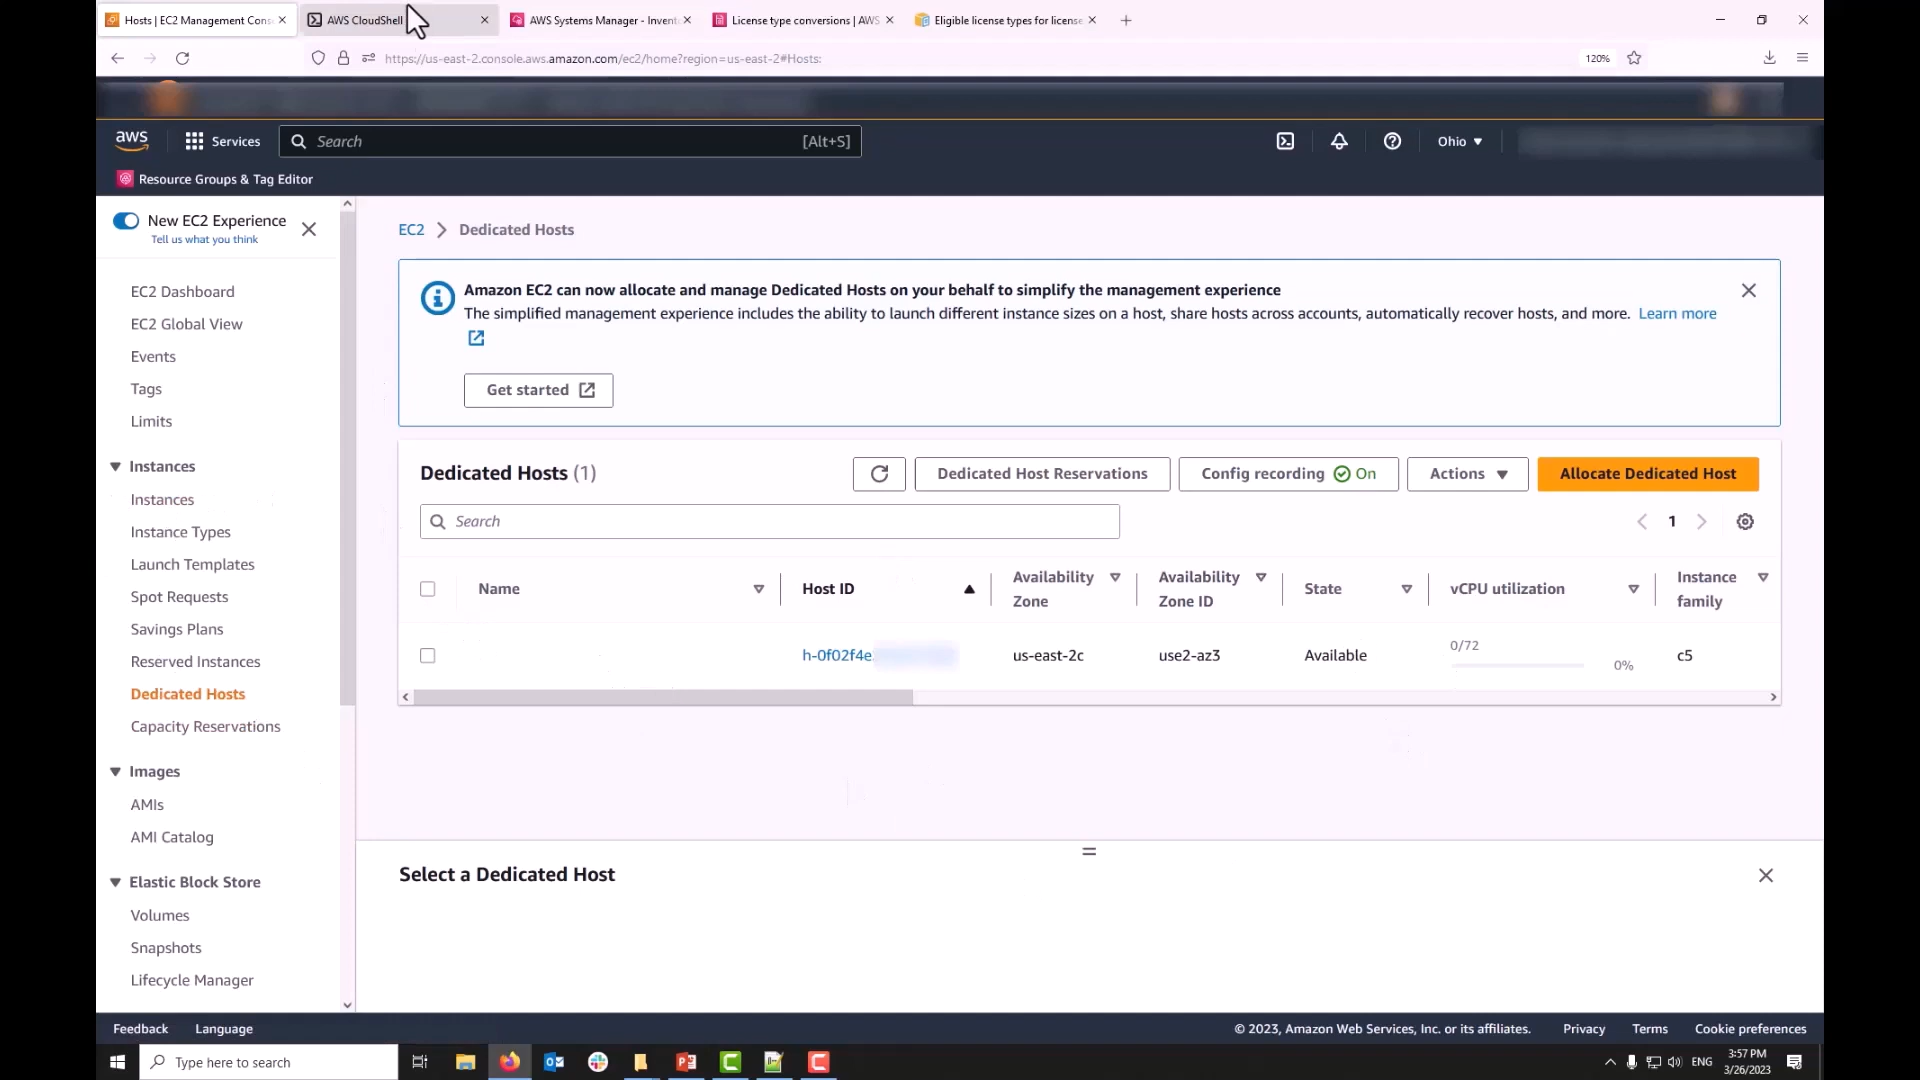 Hosts | EC2 Management Cons
AWS CloudShell
AWS Systems Manager - Invent
License type conversions | AWS
Eligible license types for license
https://us-east-2.console.aws.amazon.com/ec2/home?region=us-east-2#Hosts:
120%
aws
Services
Search
[Alt+S]
Ohio
Resource Groups & Tag Editor
New EC2 Experience
Tell us what you think
EC2 Dashboard
EC2 Global View
Events
Tags
Limits
Instances
Instances
Instance Types
Launch Templates
Spot Requests
Savings Plans
Reserved Instances
Dedicated Hosts
Capacity Reservations
Images
AMIs
AMI Catalog
Elastic Block Store
Volumes
Snapshots
Lifecycle Manager
EC2 > Dedicated Hosts
Amazon EC2 can now allocate and manage Dedicated Hosts on your behalf to simplify the management experience
The simplified management experience includes the ability to launch different instance sizes on a host, share hosts across accounts, automatically recover hosts, and more. Learn more
Get started
Dedicated Hosts (1)
Dedicated Host Reservations
Config recording On
Actions
Allocate Dedicated Host
Search
1
Name
Host ID
Availability Zone
Availability Zone ID
State
vCPU utilization
Instance family
h-0f02f4e
us-east-2c
use2-az3
Available
0/72
0%
c5
Select a Dedicated Host
Feedback
Language
© 2023, Amazon Web Services, Inc. or its affiliates.
Privacy
Terms
Cookie preferences
Type here to search
ENG
3:57 PM
3/26/2023